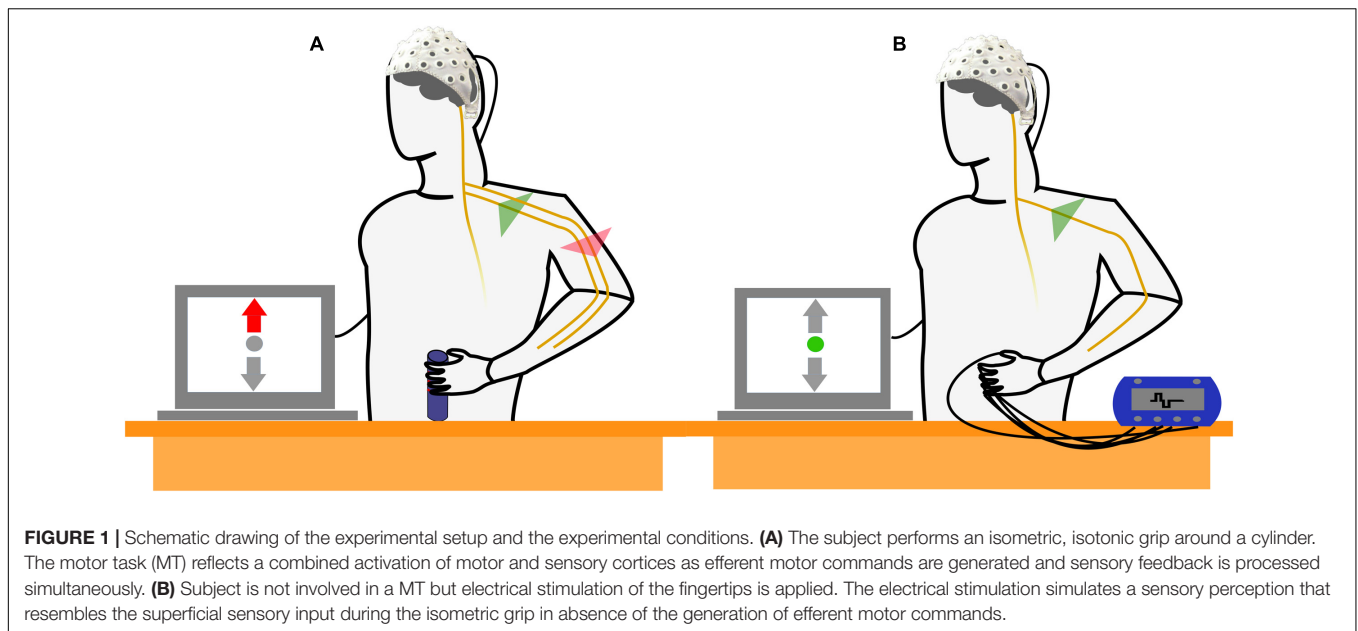 A
B
FIGURE 1 | Schematic drawing of the experimental setup and the experimental conditions. (A) The subject performs an isometric, isotonic grip around a cylinder.
The motor task (MT) reflects a combined activation of motor and sensory cortices as efferent motor commands are generated and sensory feedback is processed
simultaneously. (B) Subject is not involved in a MT but electrical stimulation of the fingertips is applied. The electrical stimulation simulates a sensory perception that
resembles the superficial sensory input during the isometric grip in absence of the generation of efferent motor commands.